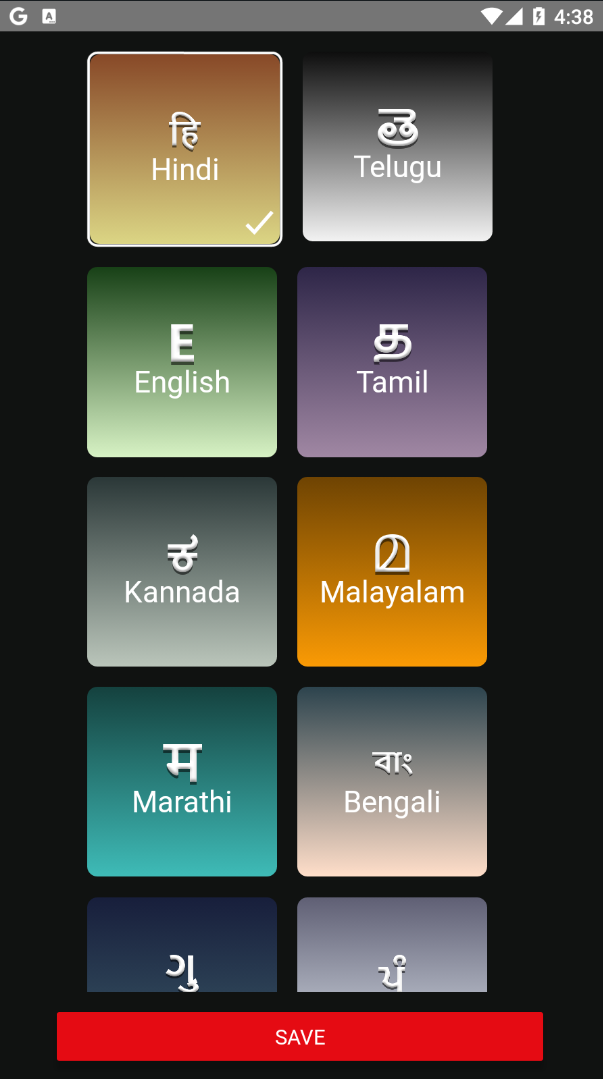 4:38
हि
Hindi
తె
Telugu
E
English
த
Tamil
ಕ
Kannada
മ
Malayalam
म
Marathi
বাং
Bengali
ગુ
SAVE